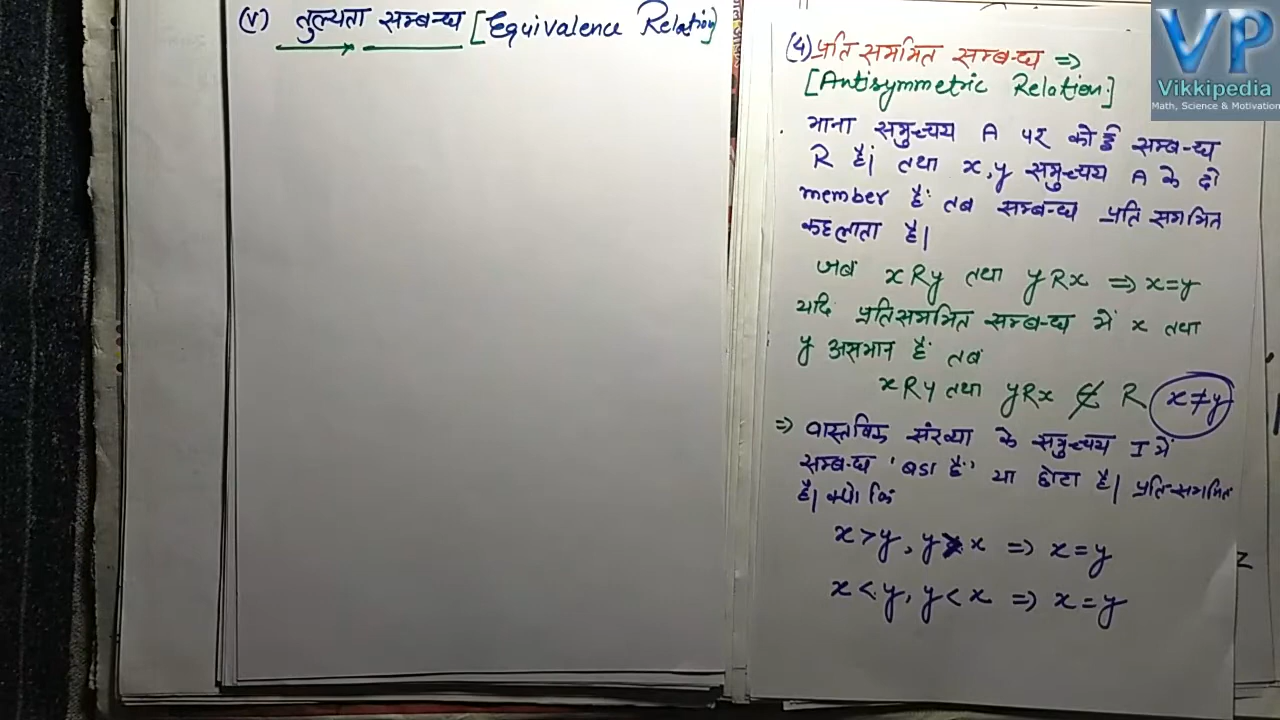 (v) तुल्यता सम्बन्ध [Equivalence Relation]
(4) प्रति सममित सम्बन्ध ⇒
[Antisymmetric Relation]
माना समुच्चय A पर कोई सम्बन्ध
R है। तथा x,y समुच्चय A के दो
member हैं तब सम्बन्ध प्रति सममित
कहलाता है।
जब xRy तथा yRx ⇒ x=y
यदि प्रतिसममित सम्बन्ध में x तथा
y असमान हैं तब
xRy तथा yRx ∉ R x≠y
⇒ वास्तविक संख्या के समुच्चय I में
सम्बन्ध 'बड़ा है' या छोटा है। प्रति-सममित
है। क्यो कि
x>y, y>x ⇒ x=y
x<y, y<x ⇒ x=y
VP
Vikkipedia
Math, Science & Motivation